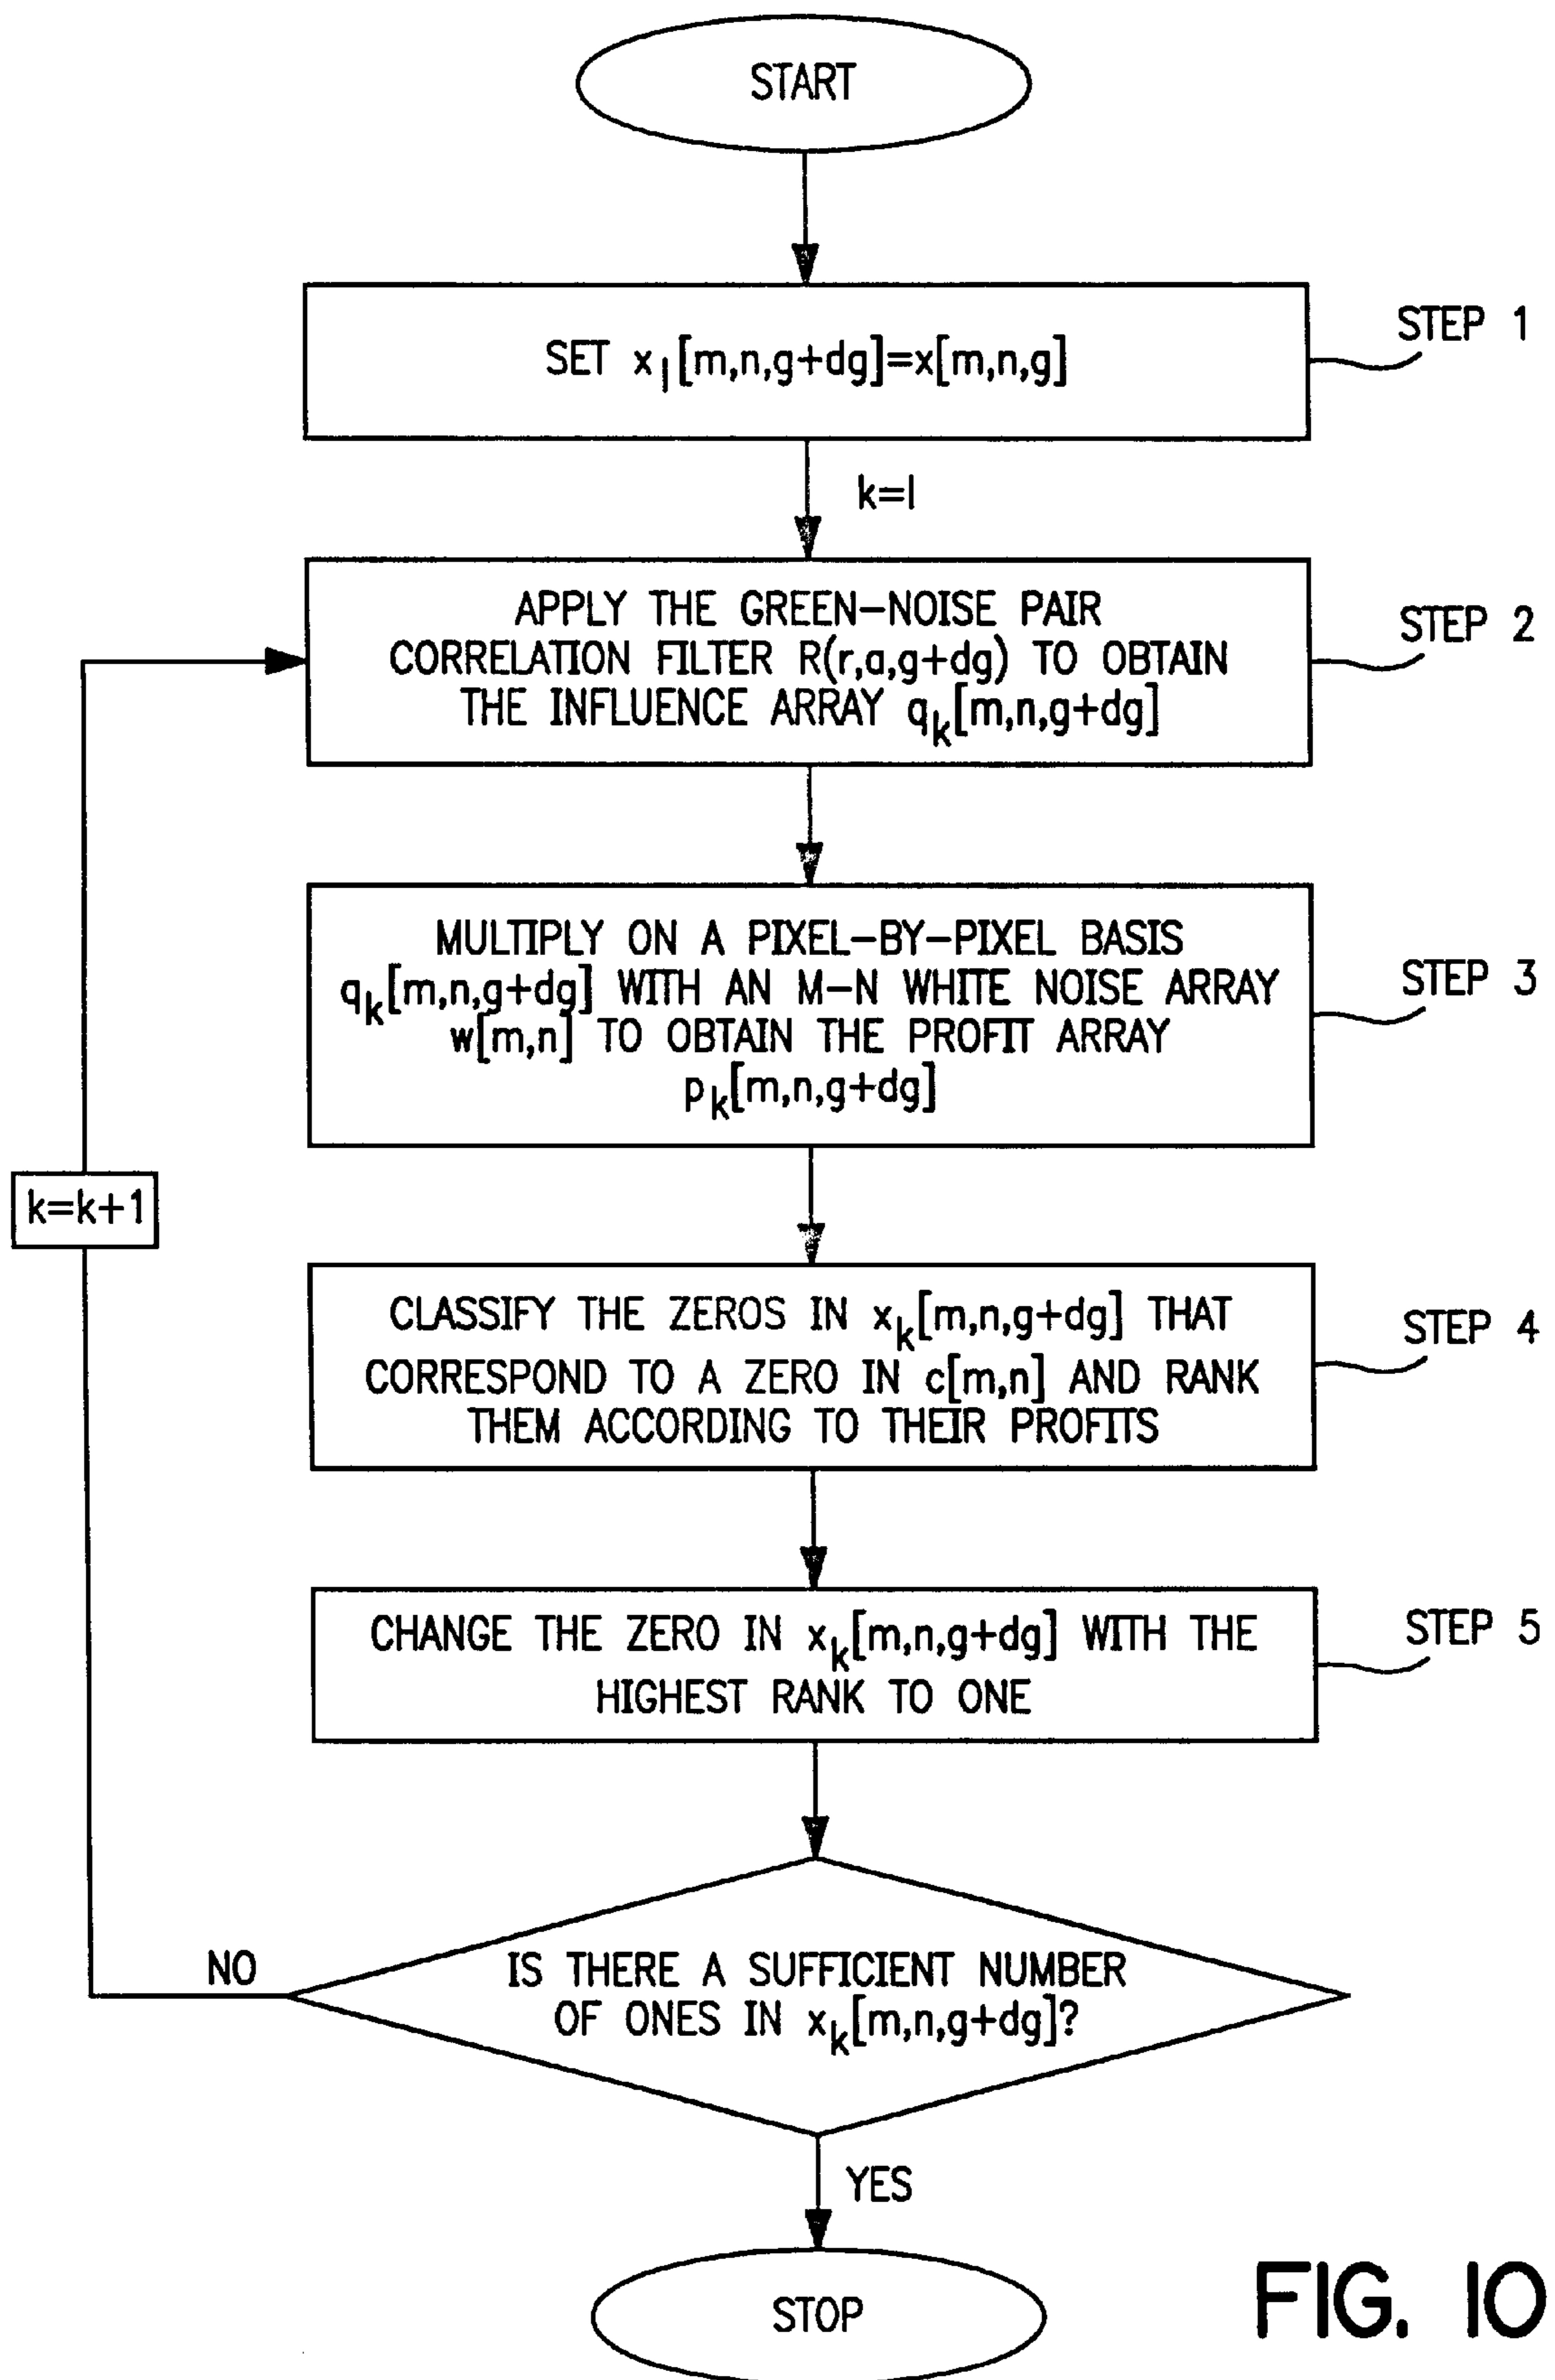 START
SET x₁[m,n,g+dg]=x[m,n,g]
STEP 1
k=1
APPLY THE GREEN-NOISE PAIR
CORRELATION FILTER R(r,a,g+dg) TO OBTAIN
THE INFLUENCE ARRAY qₖ[m,n,g+dg]
STEP 2
MULTIPLY ON A PIXEL-BY-PIXEL BASIS
qₖ[m,n,g+dg] WITH AN M-N WHITE NOISE ARRAY
w[m,n] TO OBTAIN THE PROFIT ARRAY
pₖ[m,n,g+dg]
STEP 3
k=k+1
CLASSIFY THE ZEROS IN xₖ[m,n,g+dg] THAT
CORRESPOND TO A ZERO IN c[m,n] AND RANK
THEM ACCORDING TO THEIR PROFITS
STEP 4
CHANGE THE ZERO IN xₖ[m,n,g+dg] WITH THE
HIGHEST RANK TO ONE
STEP 5
NO
IS THERE A SUFFICIENT NUMBER
OF ONES IN xₖ[m,n,g+dg]?
YES
STOP
FIG. 10